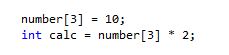 number[3] = 10;
int calc = number[3] * 2;